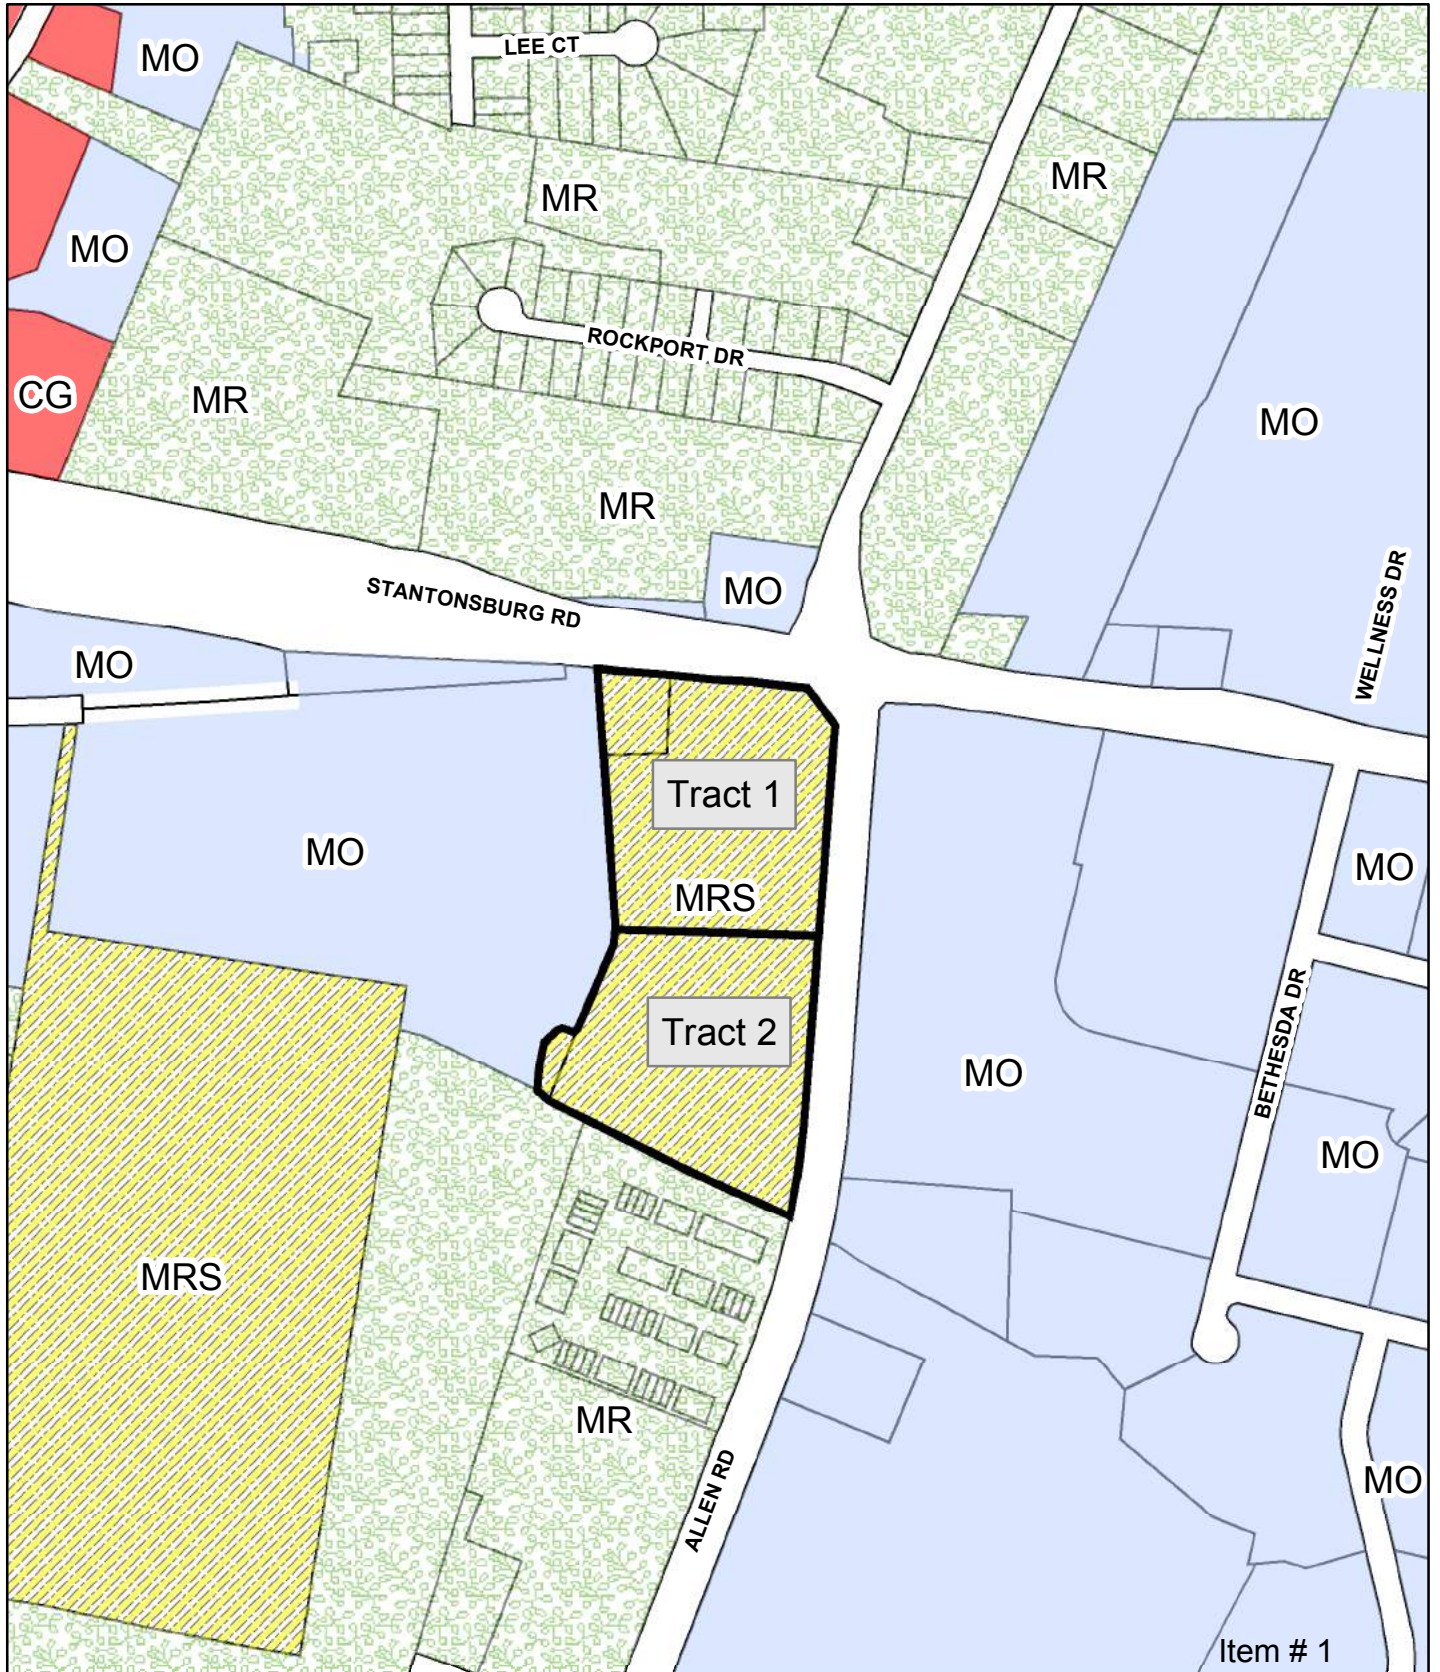 LEE CT
MO
MR
MR
MO
ROCKPORT DR
CG
MR
MO
MR
STANTONSBURG RD
MO
WELLNESS DR
MO
Tract 1
MO
MRS
MO
Tract 2
BETHESDA DR
MO
MO
MRS
MR
ALLEN RD
MO
Item # 1